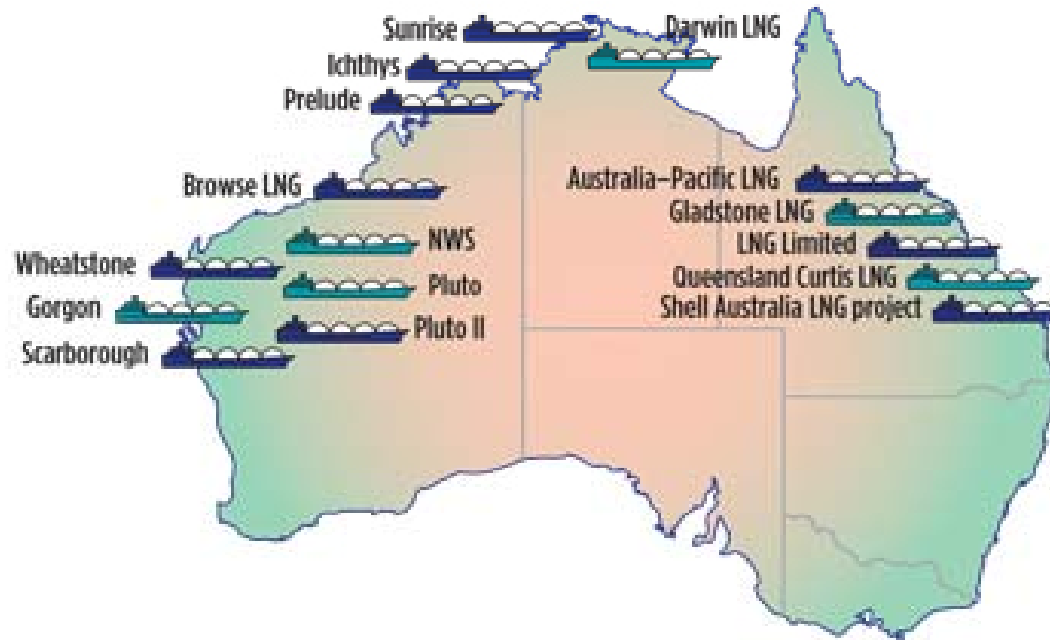 Sunrise
Darwin LNG
Ichthys
Prelude
Browse LNG
Australia–Pacific LNG
Gladstone LNG
NWS
LNG Limited
Wheatstone
Queensland Curtis LNG
Pluto
Gorgon
Shell Australia LNG project
Pluto II
Scarborough